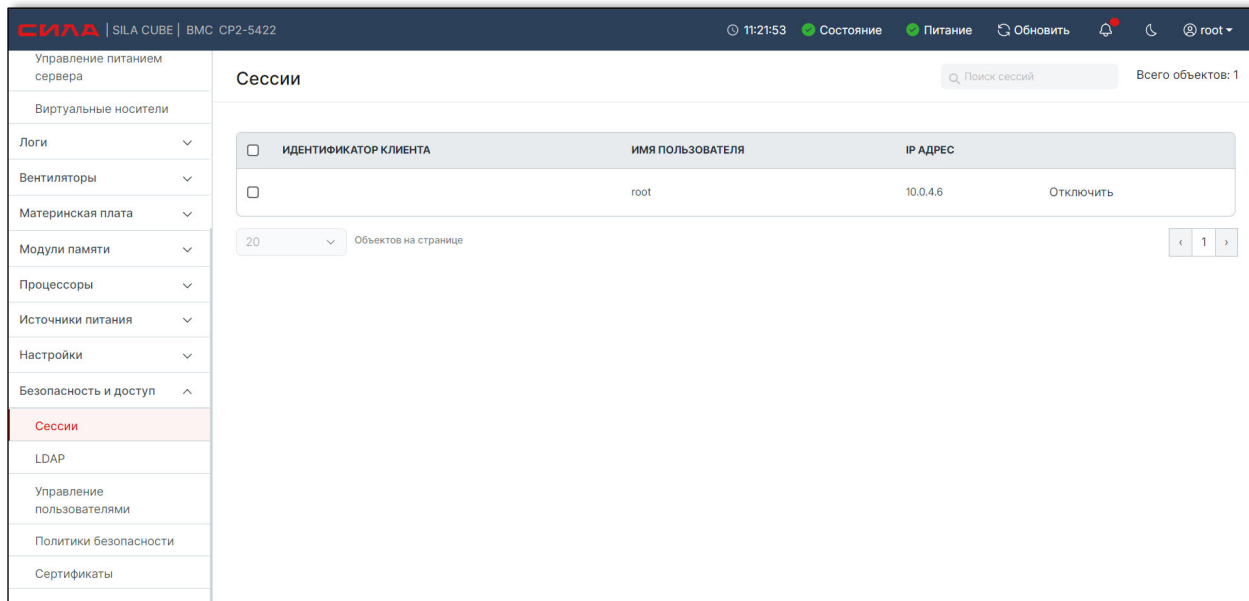 СИЛА | SILA CUBE | BMC CP2-5422
11:21:53 Состояние Питание Обновить root
Управление питанием
сервера
Виртуальные носители
Логи
Вентиляторы
Материнская плата
Модули памяти
Процессоры
Источники питания
Настройки
Безопасность и доступ
Сессии
LDAP
Управление
пользователями
Политики безопасности
Сертификаты
Сессии
Поиск сессий
Всего объектов: 1
ИДЕНТИФИКАТОР КЛИЕНТА ИМЯ ПОЛЬЗОВАТЕЛЯ IP АДРЕС
root 10.0.4.6 Отключить
20 Объектов на странице
‹ 1 ›